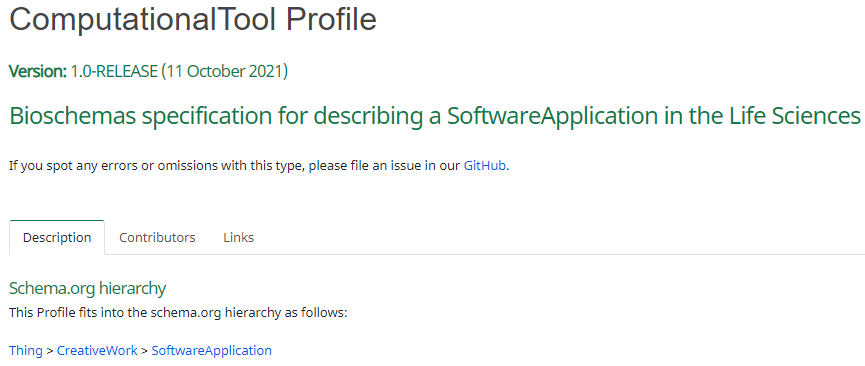 ComputationalTool Profile
Version: 1.0-RELEASE (11 October 2021)
Bioschemas specification for describing a SoftwareApplication in the Life Sciences
If you spot any errors or omissions with this type, please file an issue in our GitHub.
Description Contributors Links
Schema.org hierarchy
This Profile fits into the schema.org hierarchy as follows:
Thing > CreativeWork > SoftwareApplication